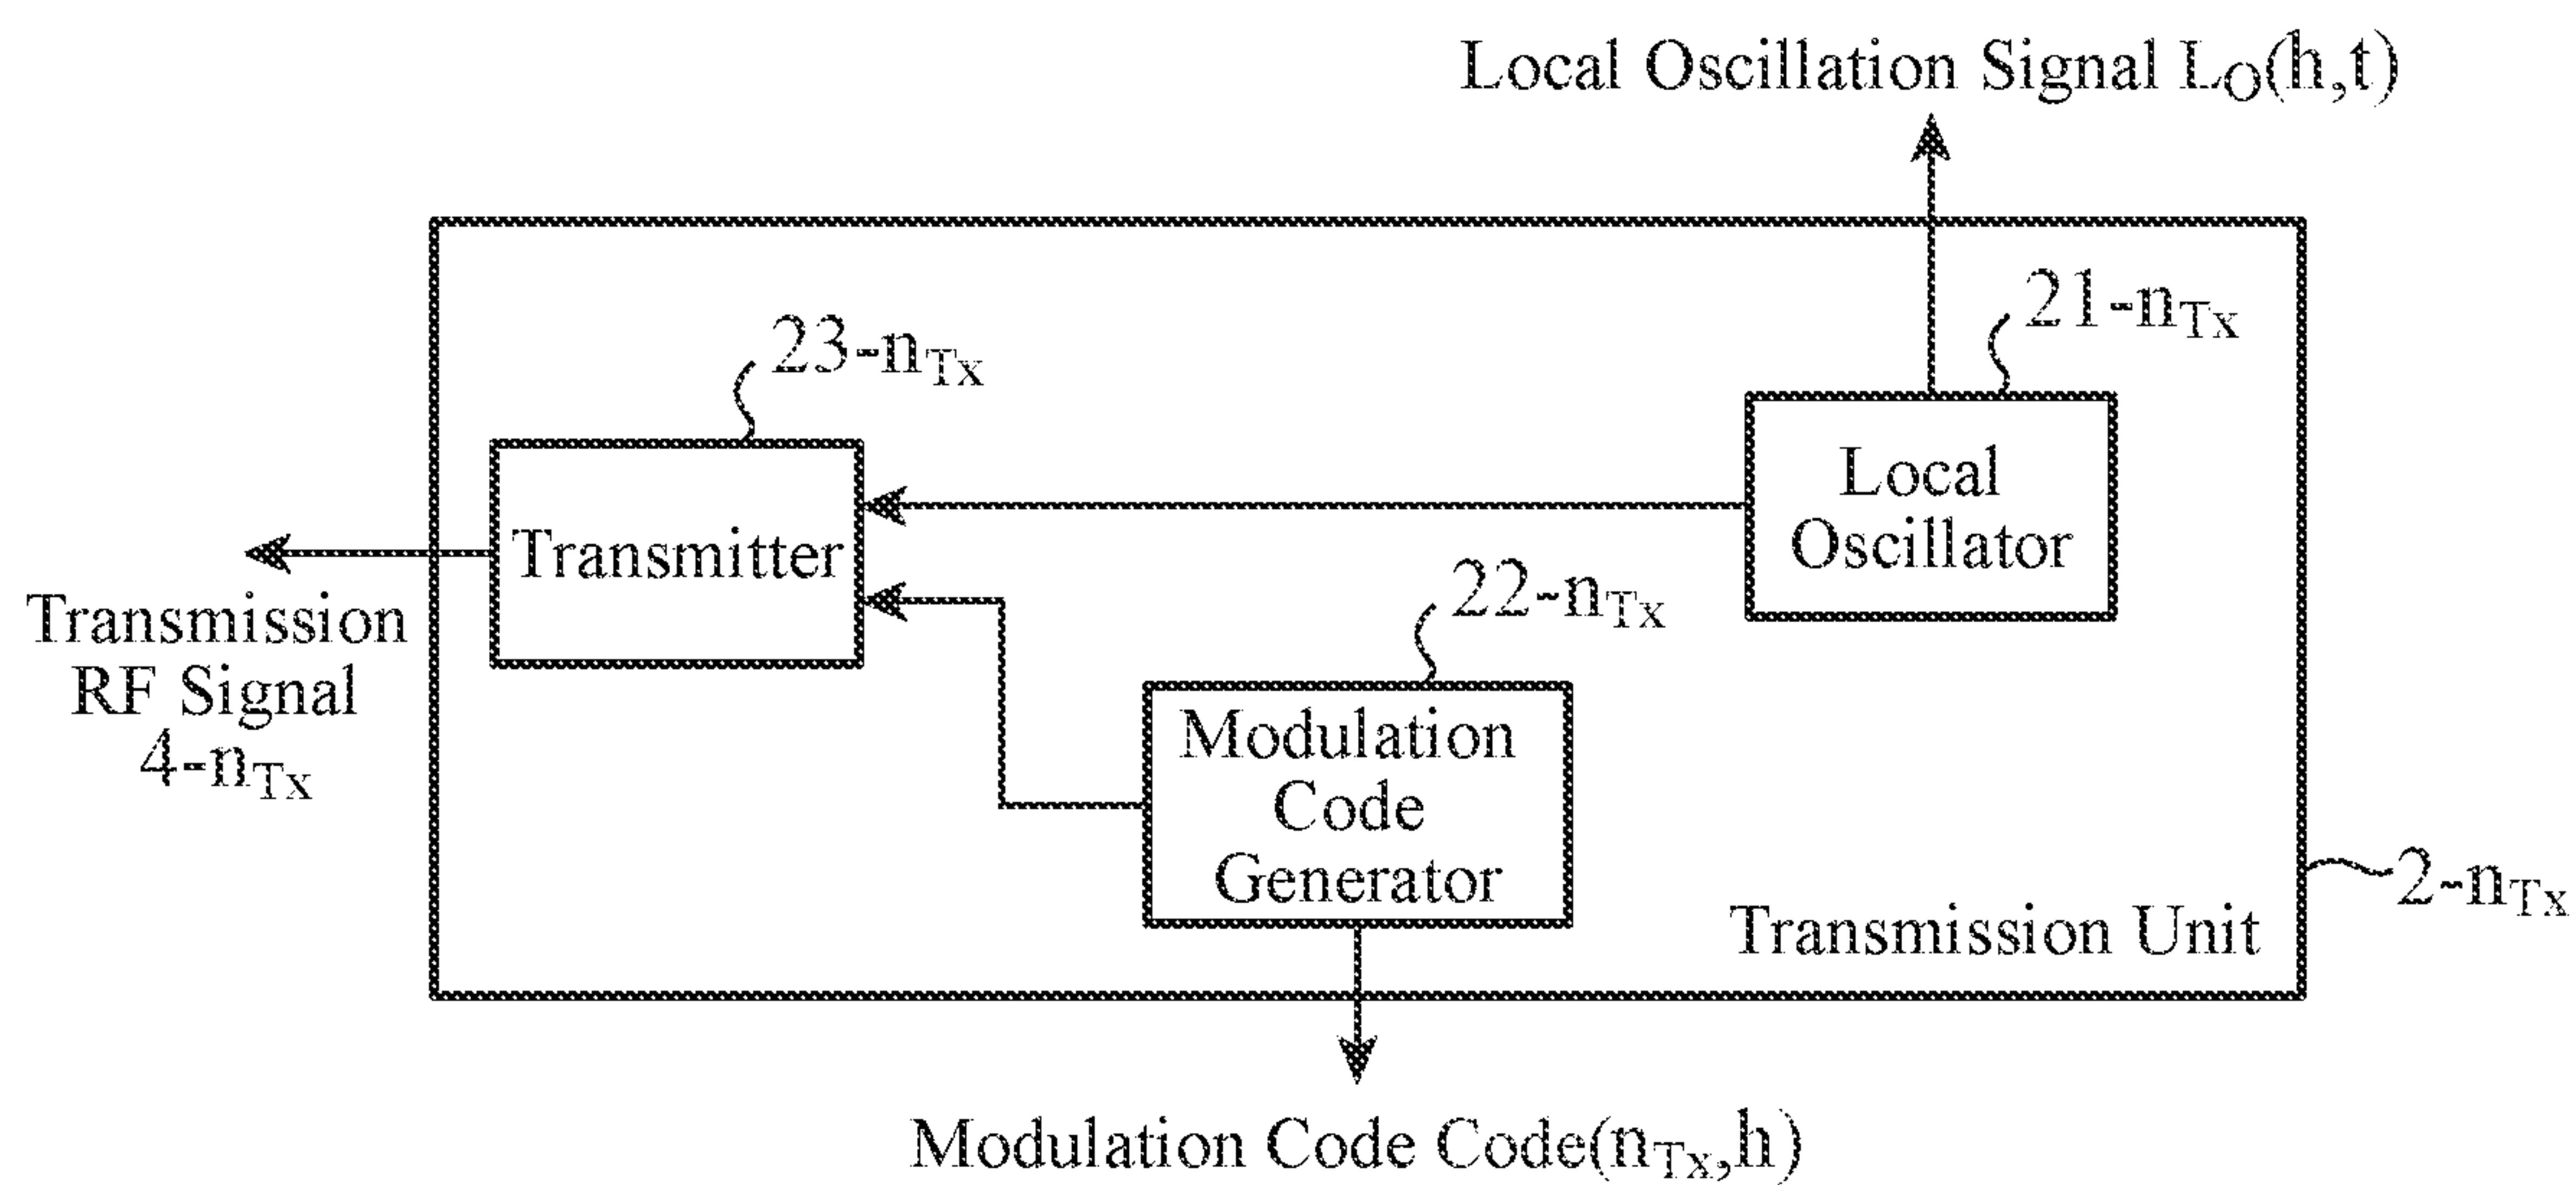 Local Oscillation Signal L_O(h,t)
21-n_Tx
23-n_Tx
Local
Oscillator
Transmitter
22-n_Tx
Transmission
RF Signal
4-n_Tx
Modulation
Code
Generator
2-n_Tx
Transmission Unit
Modulation Code Code(n_Tx,h)